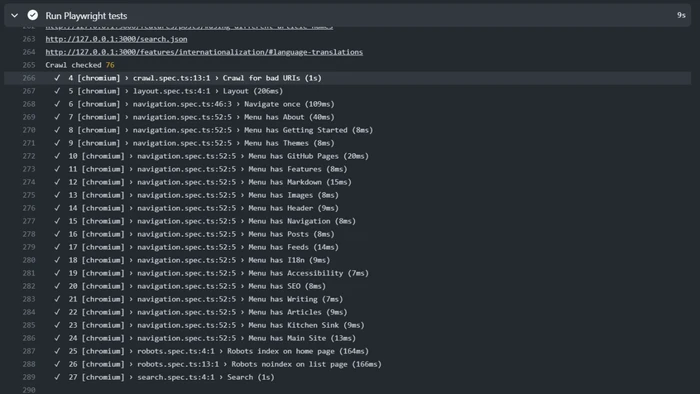 Run Playwright tests
9s
262 http://127.0.0.1:3000/features/posts/using-different-article-names
263 http://127.0.0.1:3000/search.json
264 http://127.0.0.1:3000/features/internationalization/#language-translations
265 Crawl checked 76
266 ✓ 4 [chromium] › crawl.spec.ts:13:1 › Crawl for bad URIs (1s)
267 ✓ 5 [chromium] › layout.spec.ts:4:1 › Layout (206ms)
268 ✓ 6 [chromium] › navigation.spec.ts:46:3 › Navigate once (109ms)
269 ✓ 7 [chromium] › navigation.spec.ts:52:5 › Menu has About (40ms)
270 ✓ 8 [chromium] › navigation.spec.ts:52:5 › Menu has Getting Started (8ms)
271 ✓ 9 [chromium] › navigation.spec.ts:52:5 › Menu has Themes (8ms)
272 ✓ 10 [chromium] › navigation.spec.ts:52:5 › Menu has GitHub Pages (20ms)
273 ✓ 11 [chromium] › navigation.spec.ts:52:5 › Menu has Features (8ms)
274 ✓ 12 [chromium] › navigation.spec.ts:52:5 › Menu has Markdown (15ms)
275 ✓ 13 [chromium] › navigation.spec.ts:52:5 › Menu has Images (8ms)
276 ✓ 14 [chromium] › navigation.spec.ts:52:5 › Menu has Header (9ms)
277 ✓ 15 [chromium] › navigation.spec.ts:52:5 › Menu has Navigation (8ms)
278 ✓ 16 [chromium] › navigation.spec.ts:52:5 › Menu has Posts (8ms)
279 ✓ 17 [chromium] › navigation.spec.ts:52:5 › Menu has Feeds (14ms)
280 ✓ 18 [chromium] › navigation.spec.ts:52:5 › Menu has I18n (9ms)
281 ✓ 19 [chromium] › navigation.spec.ts:52:5 › Menu has Accessibility (7ms)
282 ✓ 20 [chromium] › navigation.spec.ts:52:5 › Menu has SEO (8ms)
283 ✓ 21 [chromium] › navigation.spec.ts:52:5 › Menu has Writing (7ms)
284 ✓ 22 [chromium] › navigation.spec.ts:52:5 › Menu has Articles (9ms)
285 ✓ 23 [chromium] › navigation.spec.ts:52:5 › Menu has Kitchen Sink (9ms)
286 ✓ 24 [chromium] › navigation.spec.ts:52:5 › Menu has Main Site (13ms)
287 ✓ 25 [chromium] › robots.spec.ts:4:1 › Robots index on home page (164ms)
288 ✓ 26 [chromium] › robots.spec.ts:13:1 › Robots noindex on list page (166ms)
289 ✓ 27 [chromium] › search.spec.ts:4:1 › Search (1s)
290